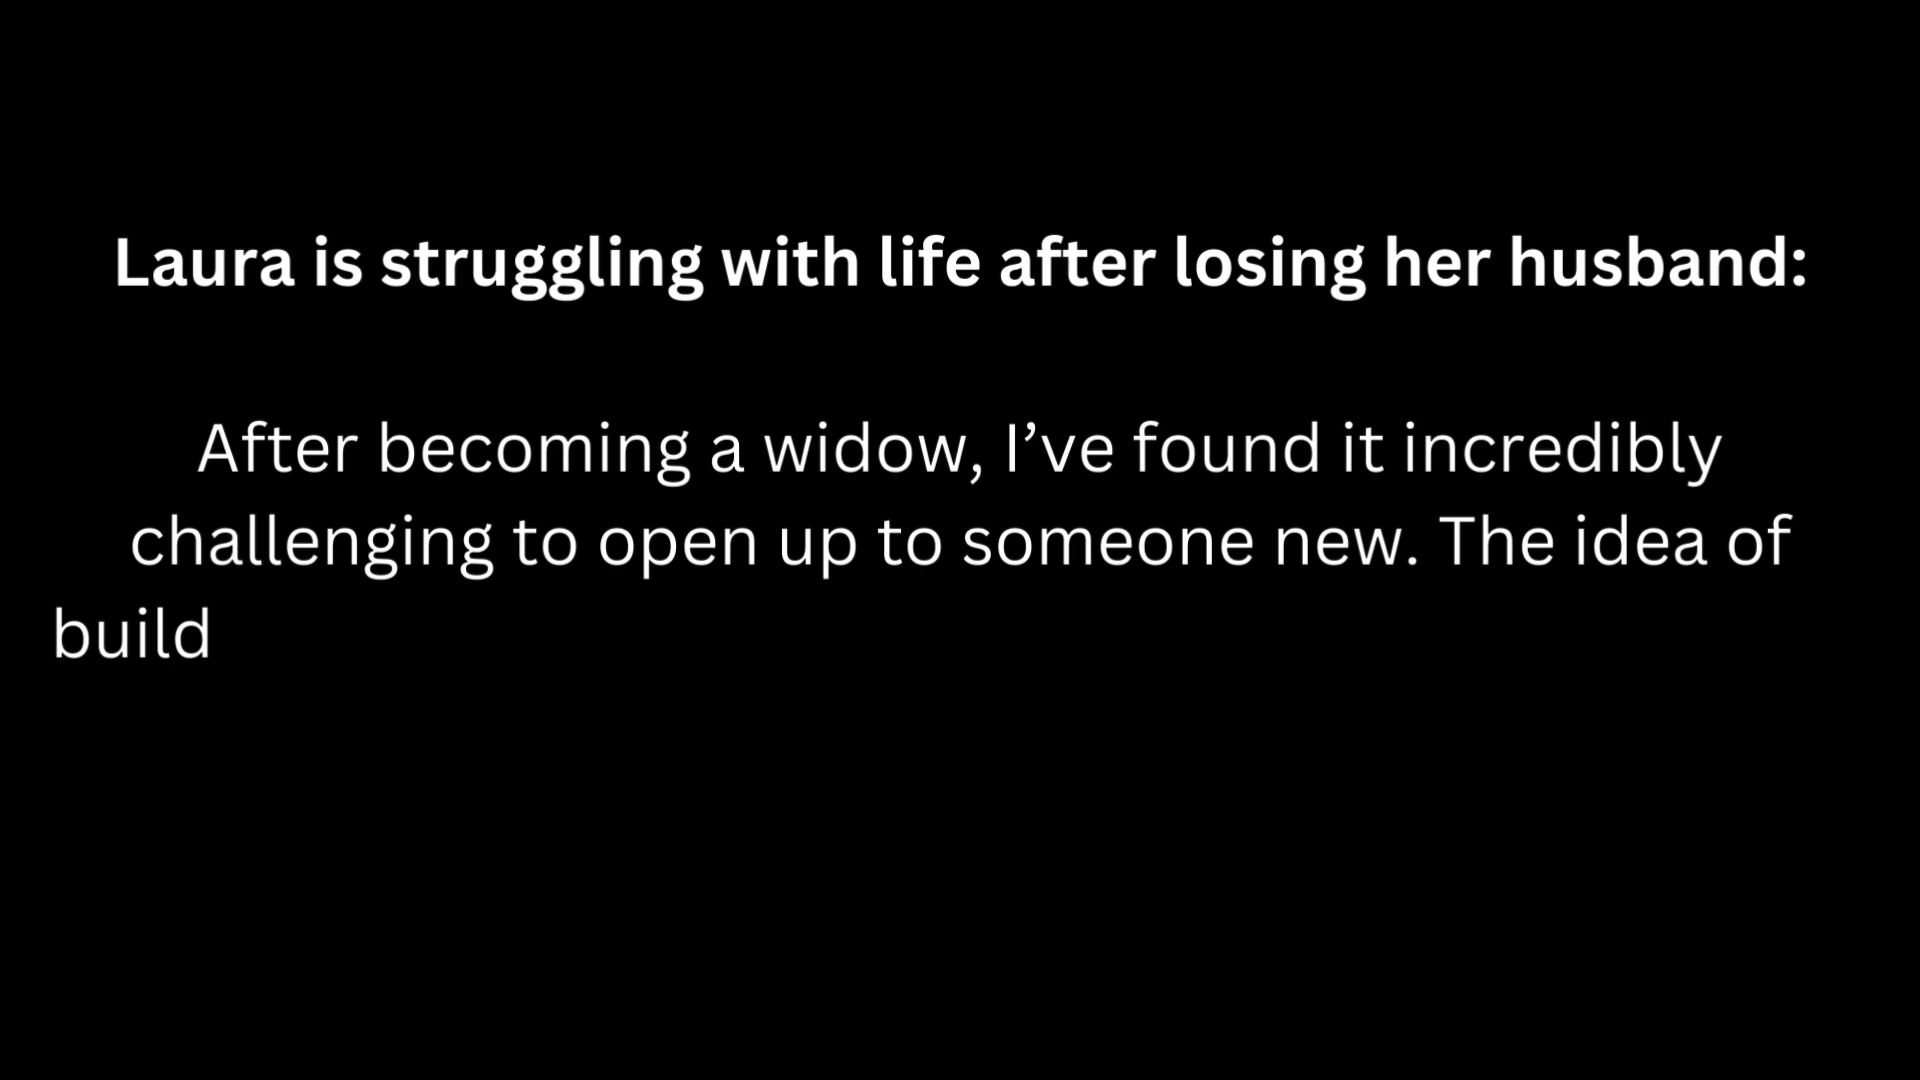 Laura is struggling with life after losing her husband:
After becoming a widow, I’ve found it incredibly
challenging to open up to someone new. The idea of
build